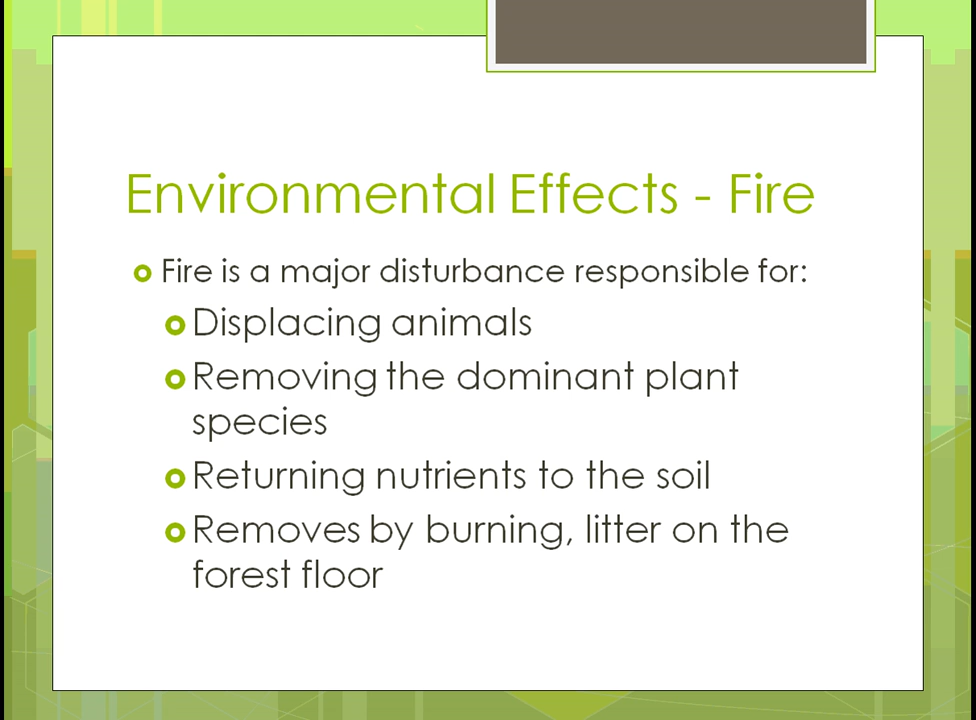 Environmental Effects - Fire
Fire is a major disturbance responsible for:
Displacing animals
Removing the dominant plant
species
Returning nutrients to the soil
Removes by burning, litter on the
forest floor